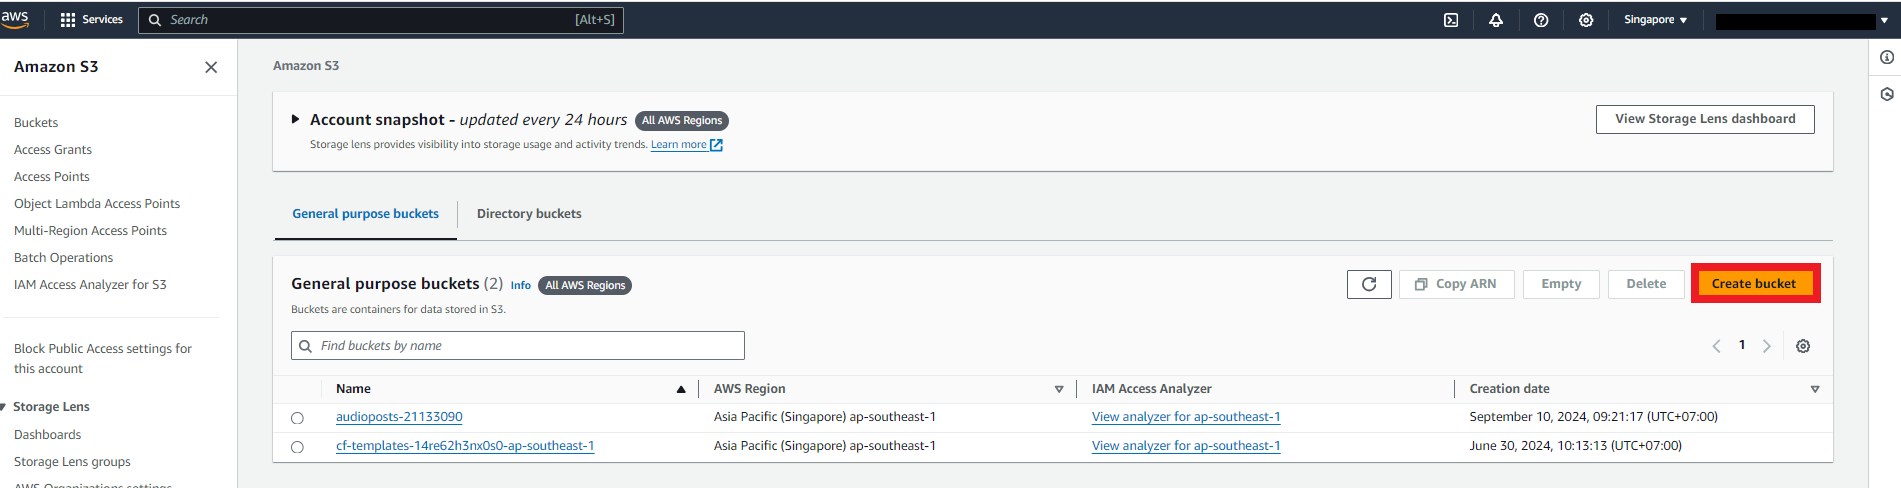 aws
Services
Search
[Alt+S]
Singapore
Amazon S3
Buckets
Access Grants
Access Points
Object Lambda Access Points
Multi-Region Access Points
Batch Operations
IAM Access Analyzer for S3
Block Public Access settings for
this account
Storage Lens
Dashboards
Storage Lens groups
AWS Organizations settings
Amazon S3
Account snapshot - updated every 24 hours
All AWS Regions
View Storage Lens dashboard
Storage lens provides visibility into storage usage and activity trends. Learn more
General purpose buckets
Directory buckets
General purpose buckets (2) Info
All AWS Regions
Copy ARN
Empty
Delete
Create bucket
Buckets are containers for data stored in S3.
Find buckets by name
1
Name
AWS Region
IAM Access Analyzer
Creation date
audioposts-21133090
Asia Pacific (Singapore) ap-southeast-1
View analyzer for ap-southeast-1
September 10, 2024, 09:21:17 (UTC+07:00)
cf-templates-14re62h3nx0s0-ap-southeast-1
Asia Pacific (Singapore) ap-southeast-1
View analyzer for ap-southeast-1
June 30, 2024, 10:13:13 (UTC+07:00)